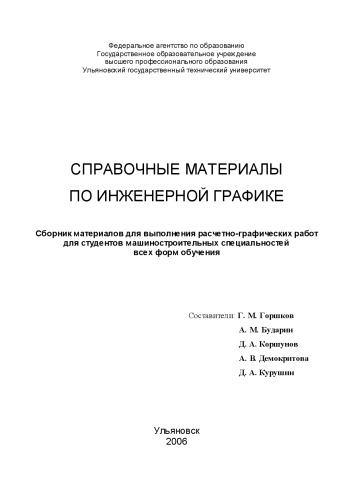 Федеральное агентство по образованию
Государственное образовательное учреждение
высшего профессионального образования
Ульяновский государственный технический университет
СПРАВОЧНЫЕ МАТЕРИАЛЫ
ПО ИНЖЕНЕРНОЙ ГРАФИКЕ
Сборник материалов для выполнения расчетно-графических работ
для студентов машиностроительных специальностей
всех форм обучения
Составители: Г. М. Горшков
А. М. Бударин
Д. А. Коршунов
А. В. Демокритова
Д. А. Курушин
Ульяновск
2006